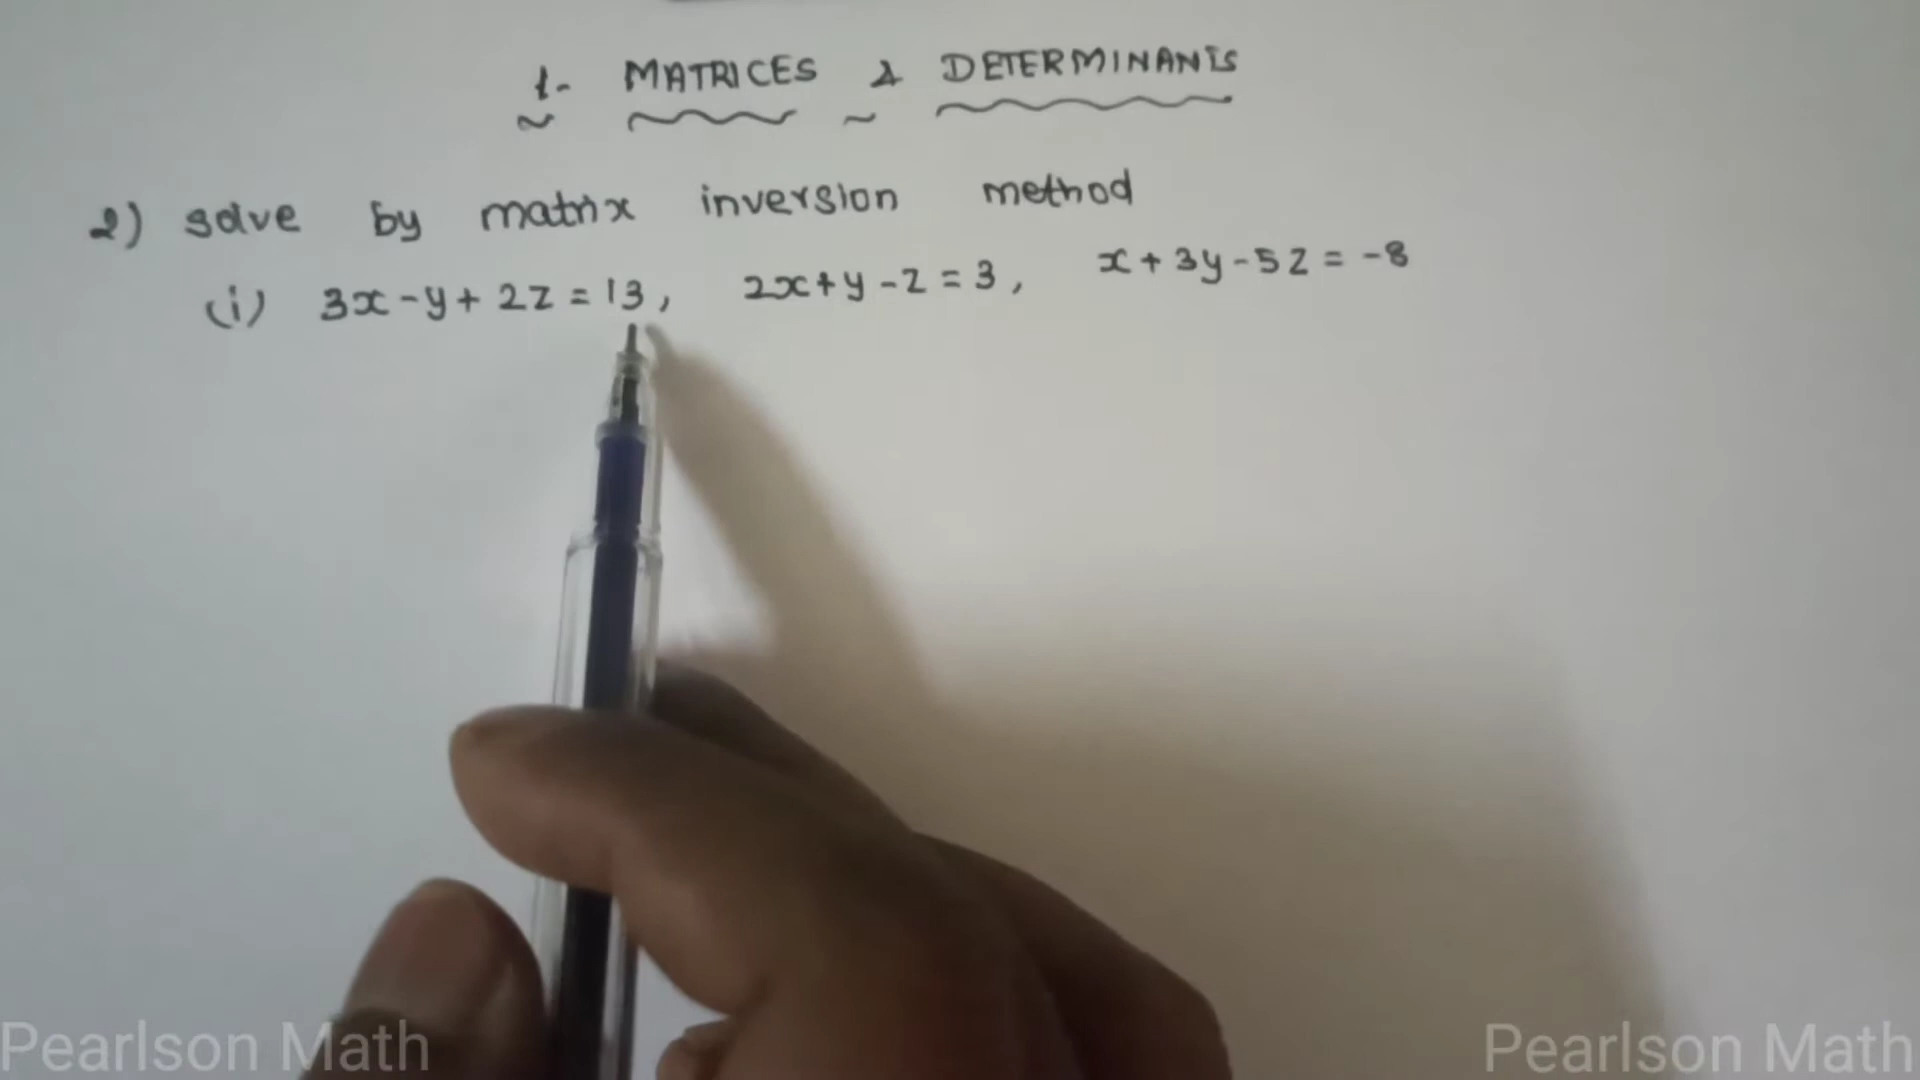 1. MATRICES & DETERMINANTS
2) solve by matrix inversion method
(i) 3x - y + 2z = 13, 2x + y - z = 3, x + 3y - 5z = -8
Pearlson Math Pearlson Math